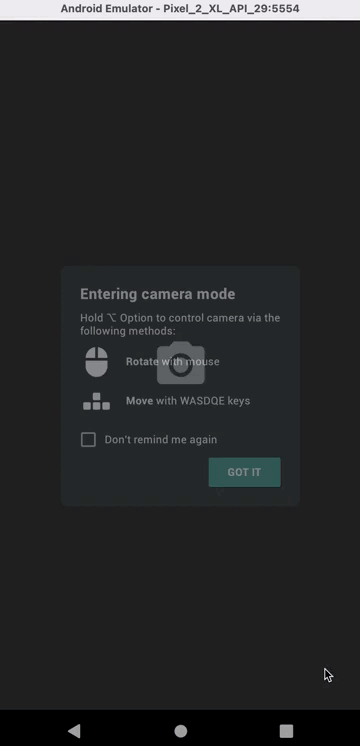 Android Emulator - Pixel_2_XL_API_29:5554
Entering camera mode
Hold ⌥ Option to control camera via the
following methods:
Rotate with mouse
Move with WASDQE keys
Don't remind me again
GOT IT